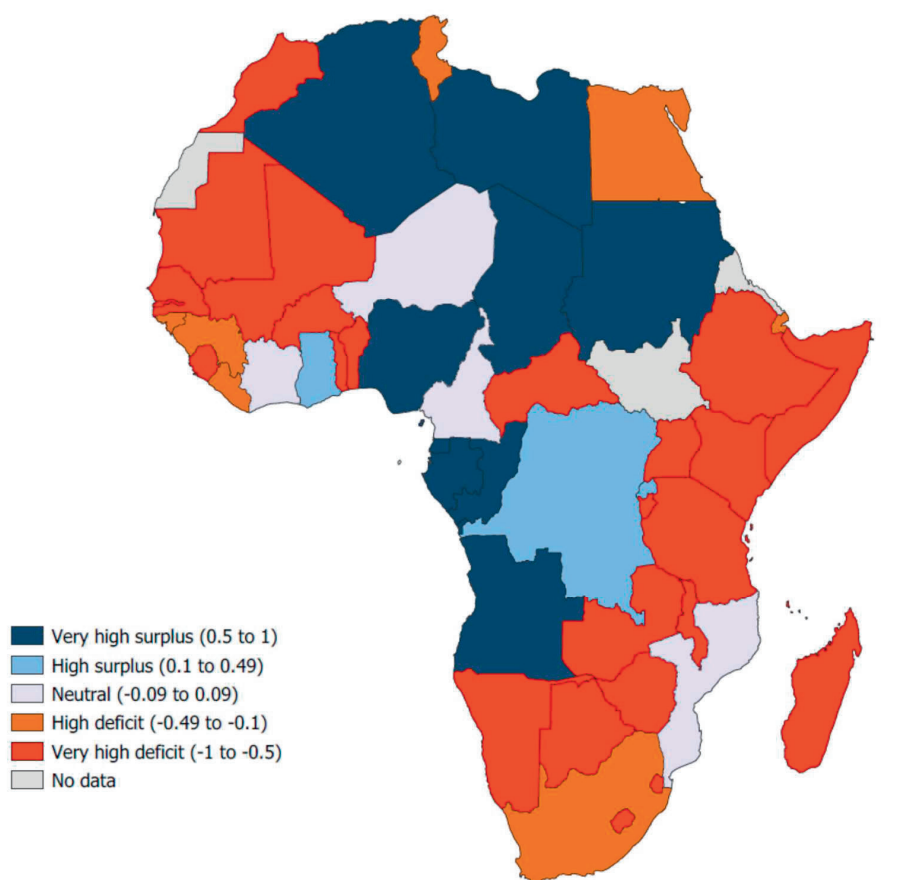 Very high surplus (0.5 to 1)
High surplus (0.1 to 0.49)
Neutral (-0.09 to 0.09)
High deficit (-0.49 to -0.1)
Very high deficit (-1 to -0.5)
No data